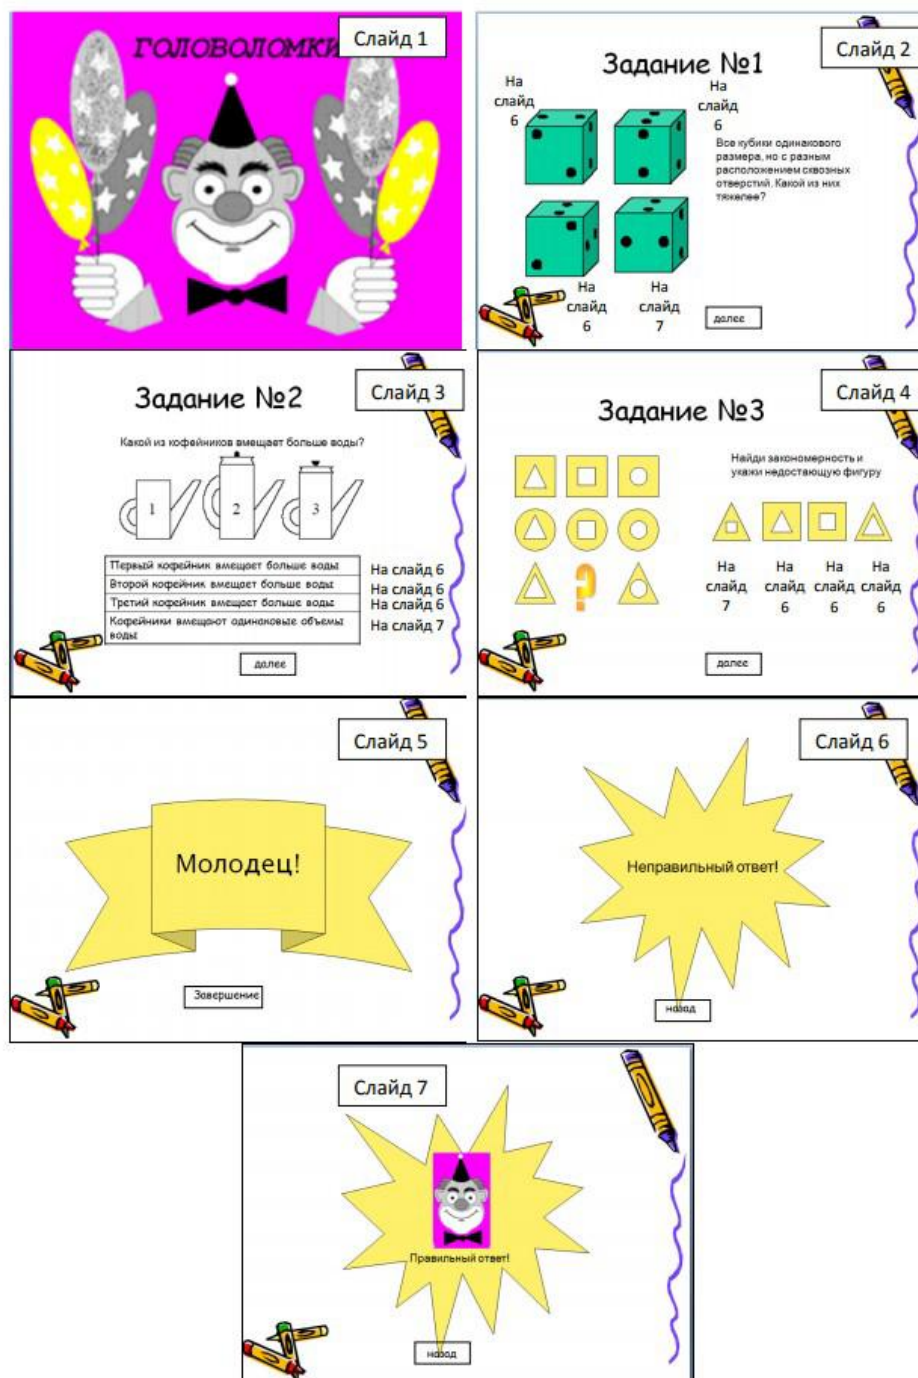 ГОЛОВОЛОМКИ
Слайд 1
Слайд 2
Задание №1
На
слайд
6
На
слайд
6
Все кубики одинакового
размера, но с разным
расположением сквозных
отверстий. Какой из них
тяжелее?
На
слайд
6
На
слайд
7
далее
Слайд 3
Задание №2
Какой из кофейников вмещает больше воды?
1
2
3
Первый кофейник вмещает больше воды
На слайд 6
Второй кофейник вмещает больше воды
На слайд 6
Третий кофейник вмещает больше воды
На слайд 6
Кофейники вмещают одинаковые объемы
воды
На слайд 7
далее
Слайд 4
Задание №3
Найди закономерность и
укажи недостающую фигуру
?
На
слайд
7
На
слайд
6
На
слайд
6
На
слайд
6
далее
Слайд 5
Молодец!
Завершение
Слайд 6
Неправильный ответ!
назад
Слайд 7
Правильный ответ!
назад